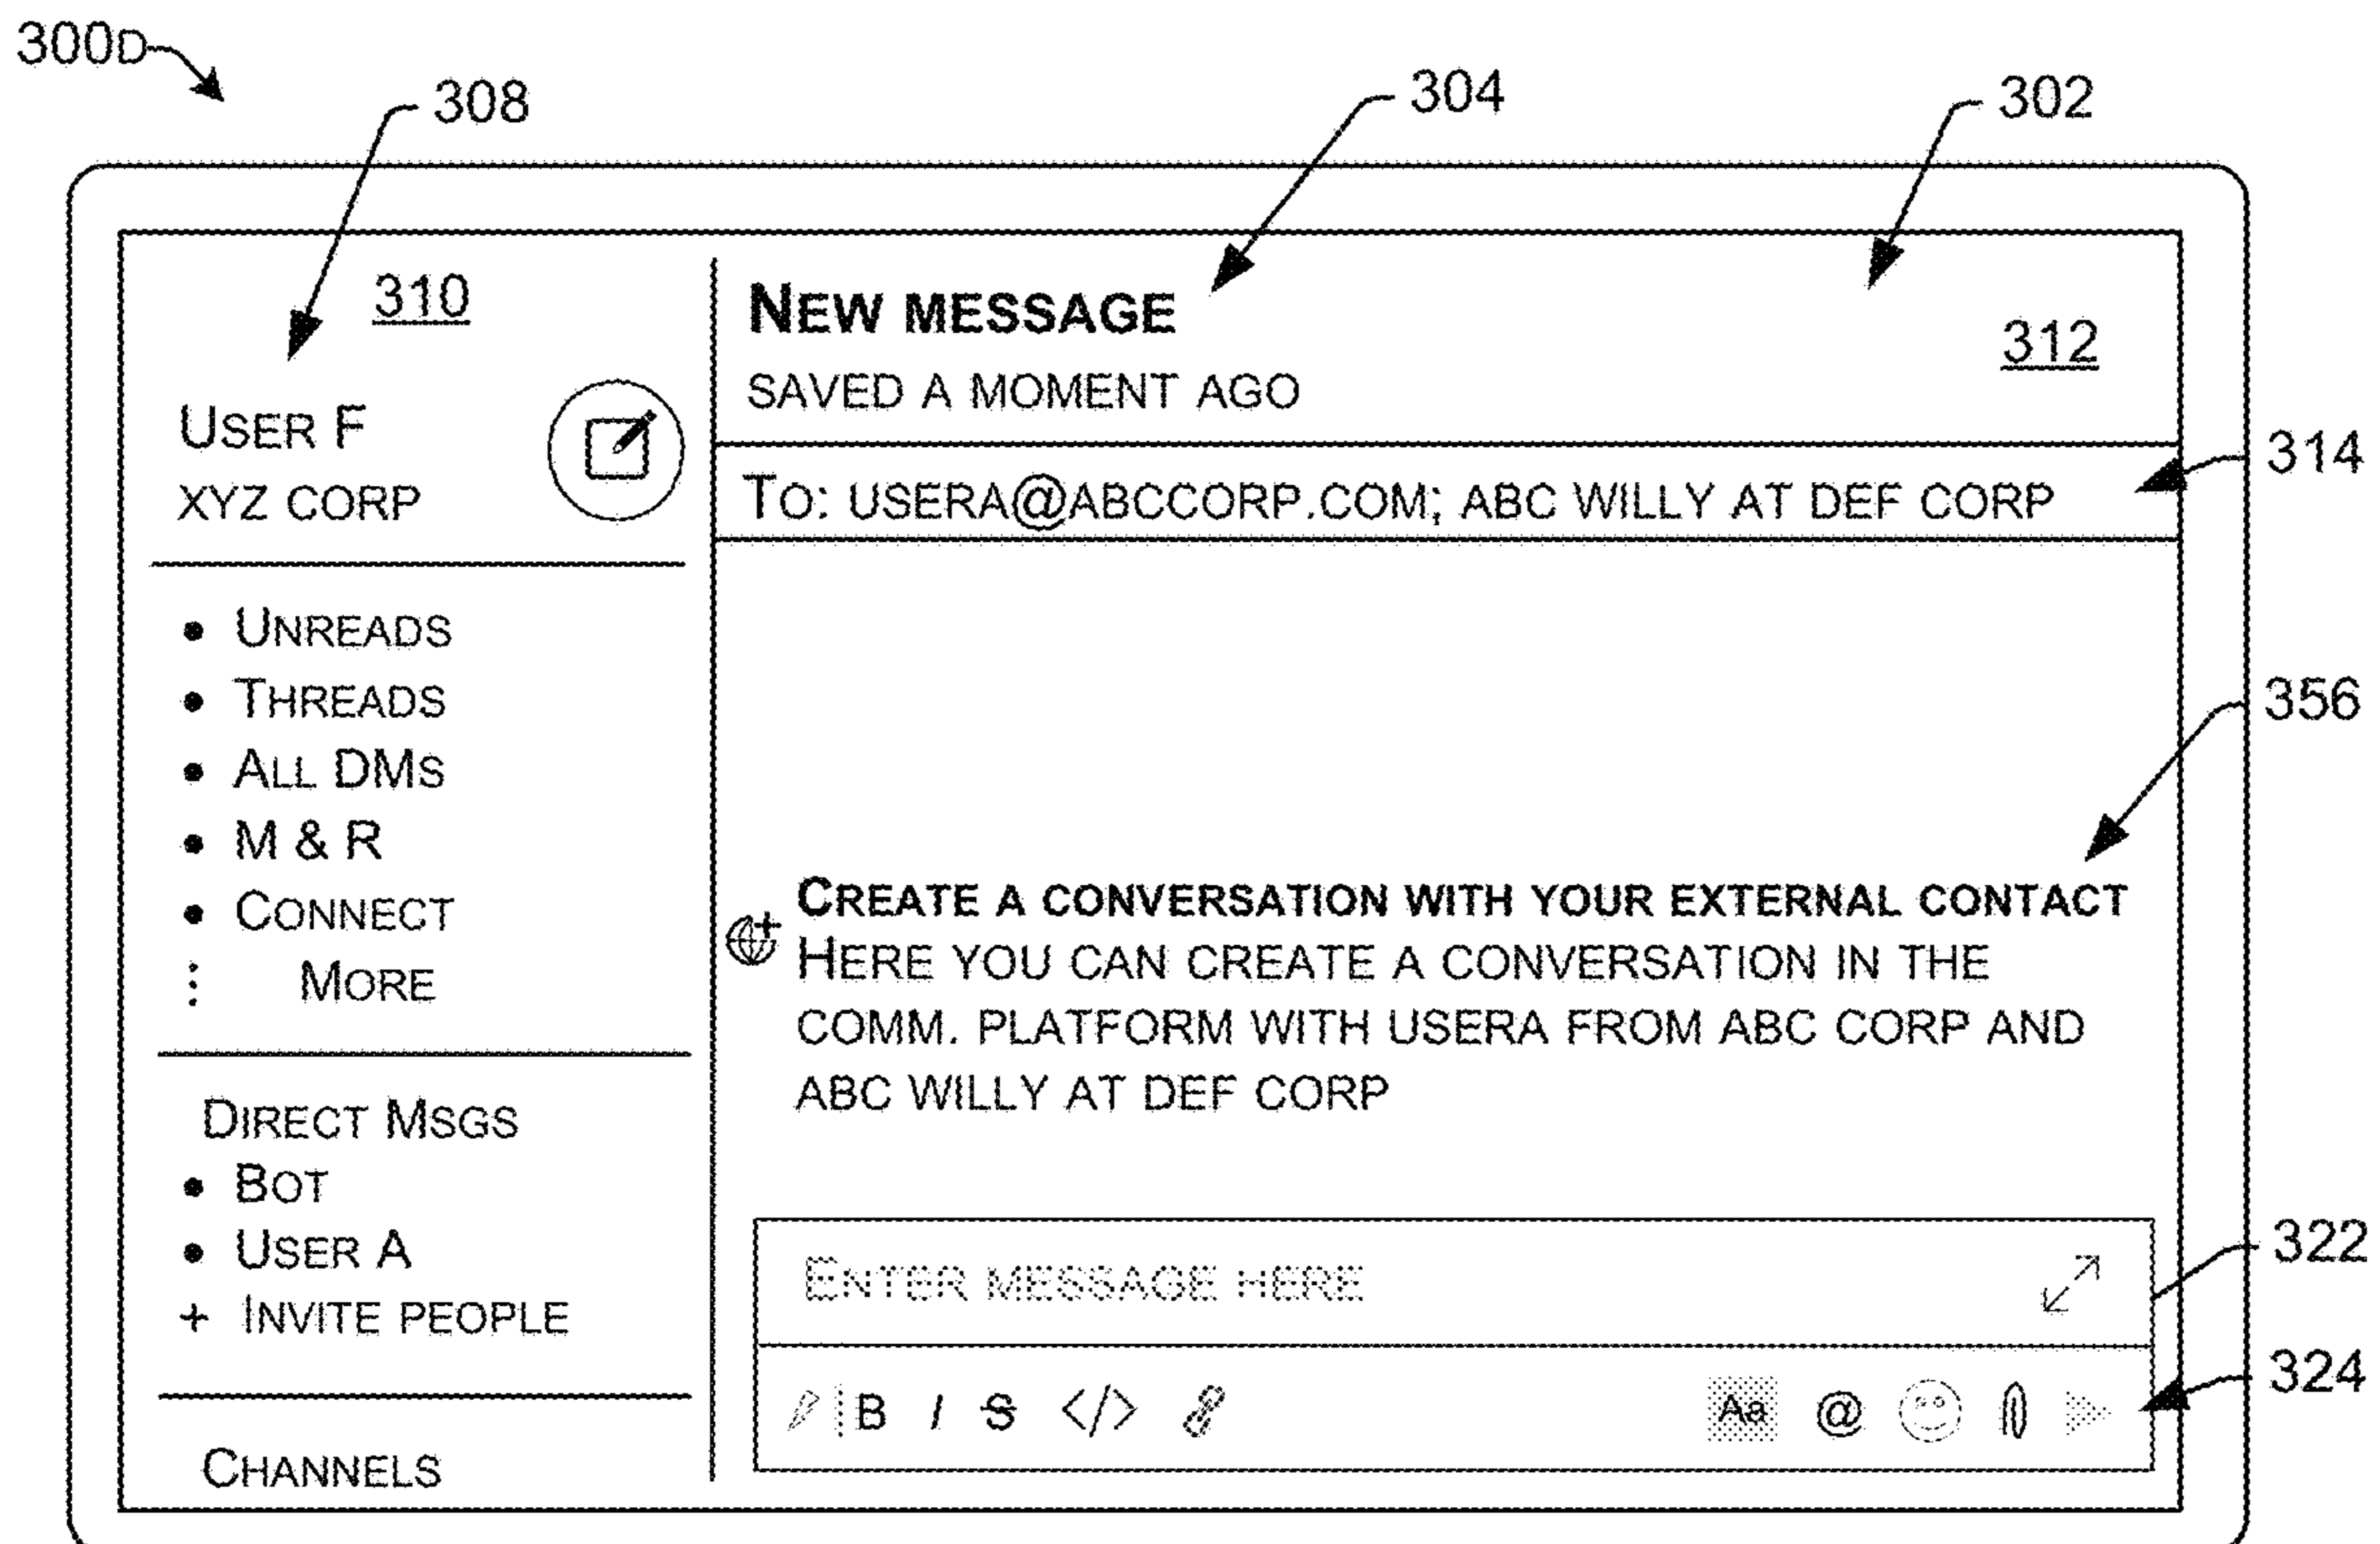 300D
308
304
302
310
USER F
XYZ CORP
• UNREADS
• THREADS
• ALL DMS
• M & R
• CONNECT
⋮ MORE
DIRECT MSGS
• BOT
• USER A
+ INVITE PEOPLE
CHANNELS
NEW MESSAGE
312
SAVED A MOMENT AGO
314
TO: USERA@ABCCORP.COM; ABC WILLY AT DEF CORP
356
CREATE A CONVERSATION WITH YOUR EXTERNAL CONTACT
HERE YOU CAN CREATE A CONVERSATION IN THE
COMM. PLATFORM WITH USERA FROM ABC CORP AND
ABC WILLY AT DEF CORP
322
ENTER MESSAGE HERE
324
B I S </> Aa @